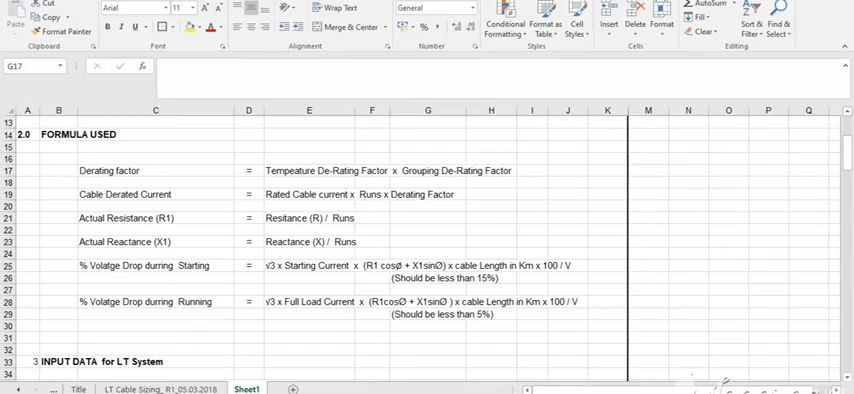 Cut
AutoSum
Copy
Arial
11
Wrap Text
General
Paste
Format Painter
B I U
A
Merge & Center
$ % ,
Conditional Formatting
Format as Table
Cell Styles
Insert Delete Format
Fill
Clear
Sort & Filter
Find & Select
Clipboard
Font
Alignment
Number
Styles
Cells
Editing
G17
fx
A B C D E F G H I J K M N O P Q
13
14 2.0 FORMULA USED
15
16
17 Derating factor = Tempeature De-Rating Factor x Grouping De-Rating Factor
18
19 Cable Derated Current = Rated Cable current x Runs x Derating Factor
20
21 Actual Resistance (R1) = Resitance (R) / Runs
22
23 Actual Reactance (X1) = Reactance (X) / Runs
24
25 % Volatge Drop durring Starting = √3 x Starting Current x (R1 cosø + X1sinØ) x cable Length in Km x 100 / V
26 (Should be less than 15%)
27
28 % Volatge Drop durring Running = √3 x Full Load Current x (R1cosØ + X1sinØ ) x cable Length in Km x 100 / V
29 (Should be less than 5%)
30
31
32
33 3 INPUT DATA for LT System
34
... Title LT Cable Sizing_ R1_05.03.2018 Sheet1